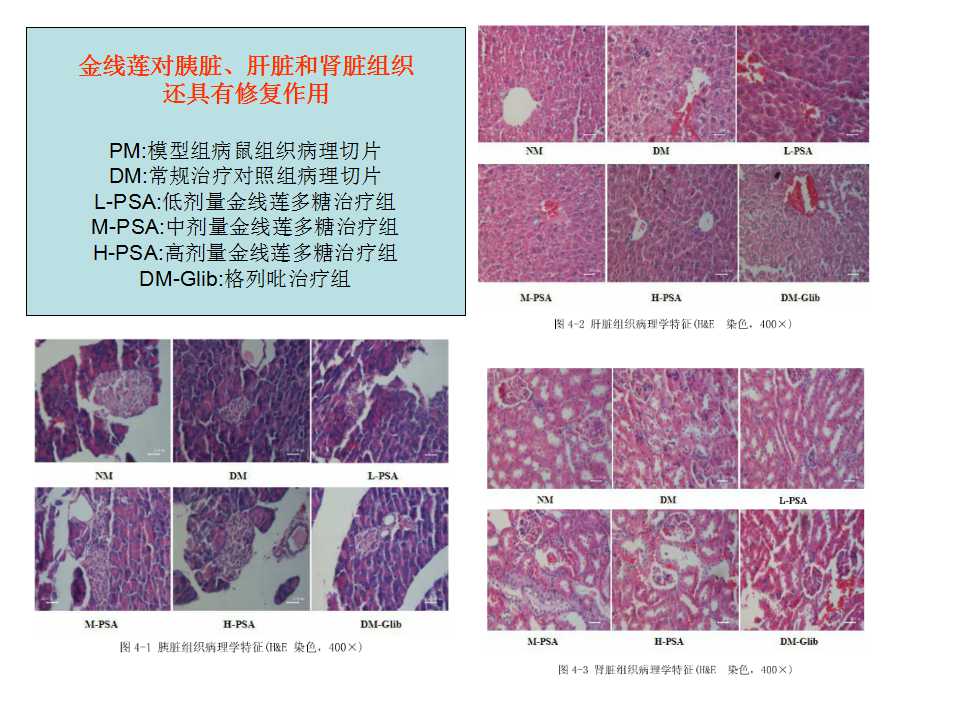 金线莲对胰脏、肝脏和肾脏组织
还具有修复作用
PM:模型组病鼠组织病理切片
DM:常规治疗对照组病理切片
L-PSA:低剂量金线莲多糖治疗组
M-PSA:中剂量金线莲多糖治疗组
H-PSA:高剂量金线莲多糖治疗组
DM-Glib:格列吡治疗组
NM DM L-PSA
M-PSA H-PSA DM-Glib
图4-2 肝脏组织病理学特征(H&E 染色，400×)
NM DM L-PSA
M-PSA H-PSA DM-Glib
图4-1 胰脏组织病理学特征(H&E 染色，400×)
NM DM L-PSA
M-PSA H-PSA DM-Glib
图4-3 肾脏组织病理学特征(H&E 染色，400×)